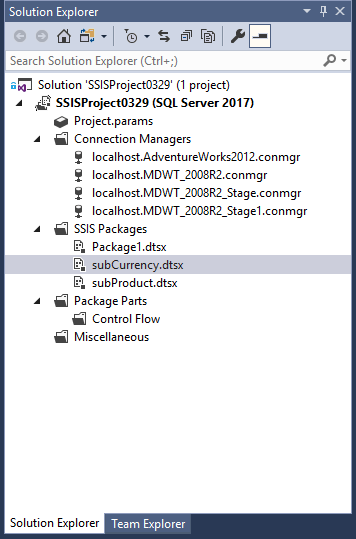 Solution Explorer
Search Solution Explorer (Ctrl+;)
Solution 'SSISProject0329' (1 project)
SSISProject0329 (SQL Server 2017)
Project.params
Connection Managers
localhost.AdventureWorks2012.conmgr
localhost.MDWT_2008R2.conmgr
localhost.MDWT_2008R2_Stage.conmgr
localhost.MDWT_2008R2_Stage1.conmgr
SSIS Packages
Package1.dtsx
subCurrency.dtsx
subProduct.dtsx
Package Parts
Control Flow
Miscellaneous
Solution Explorer Team Explorer